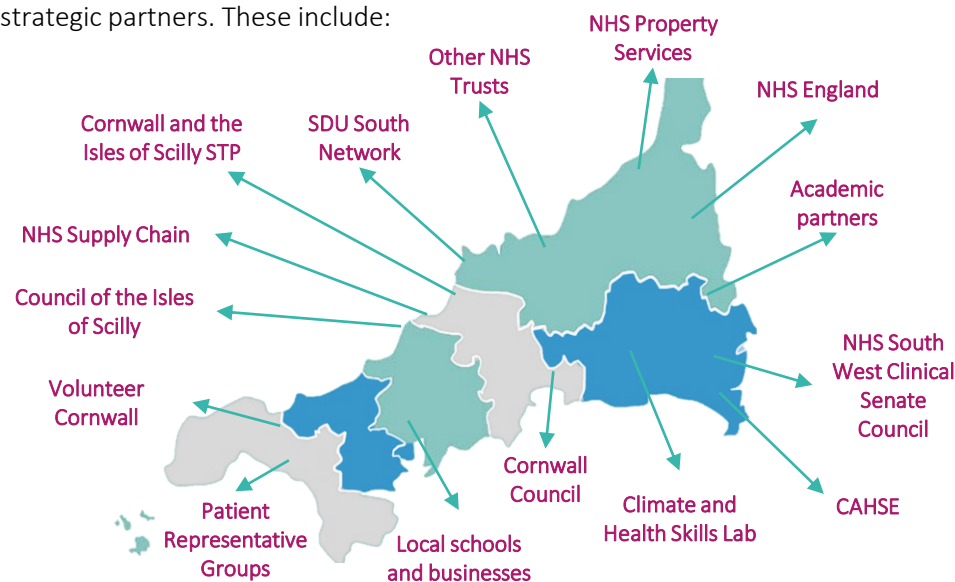 strategic partners. These include:
NHS Property
Services
Other NHS
Trusts
NHS England
Cornwall and the
Isles of Scilly STP
SDU South
Network
Academic
partners
NHS Supply Chain
Council of the Isles
of Scilly
NHS South
West Clinical
Senate
Council
Volunteer
Cornwall
Cornwall
Council
Climate and
Health Skills Lab
CAHSE
Patient
Representative
Groups
Local schools
and businesses